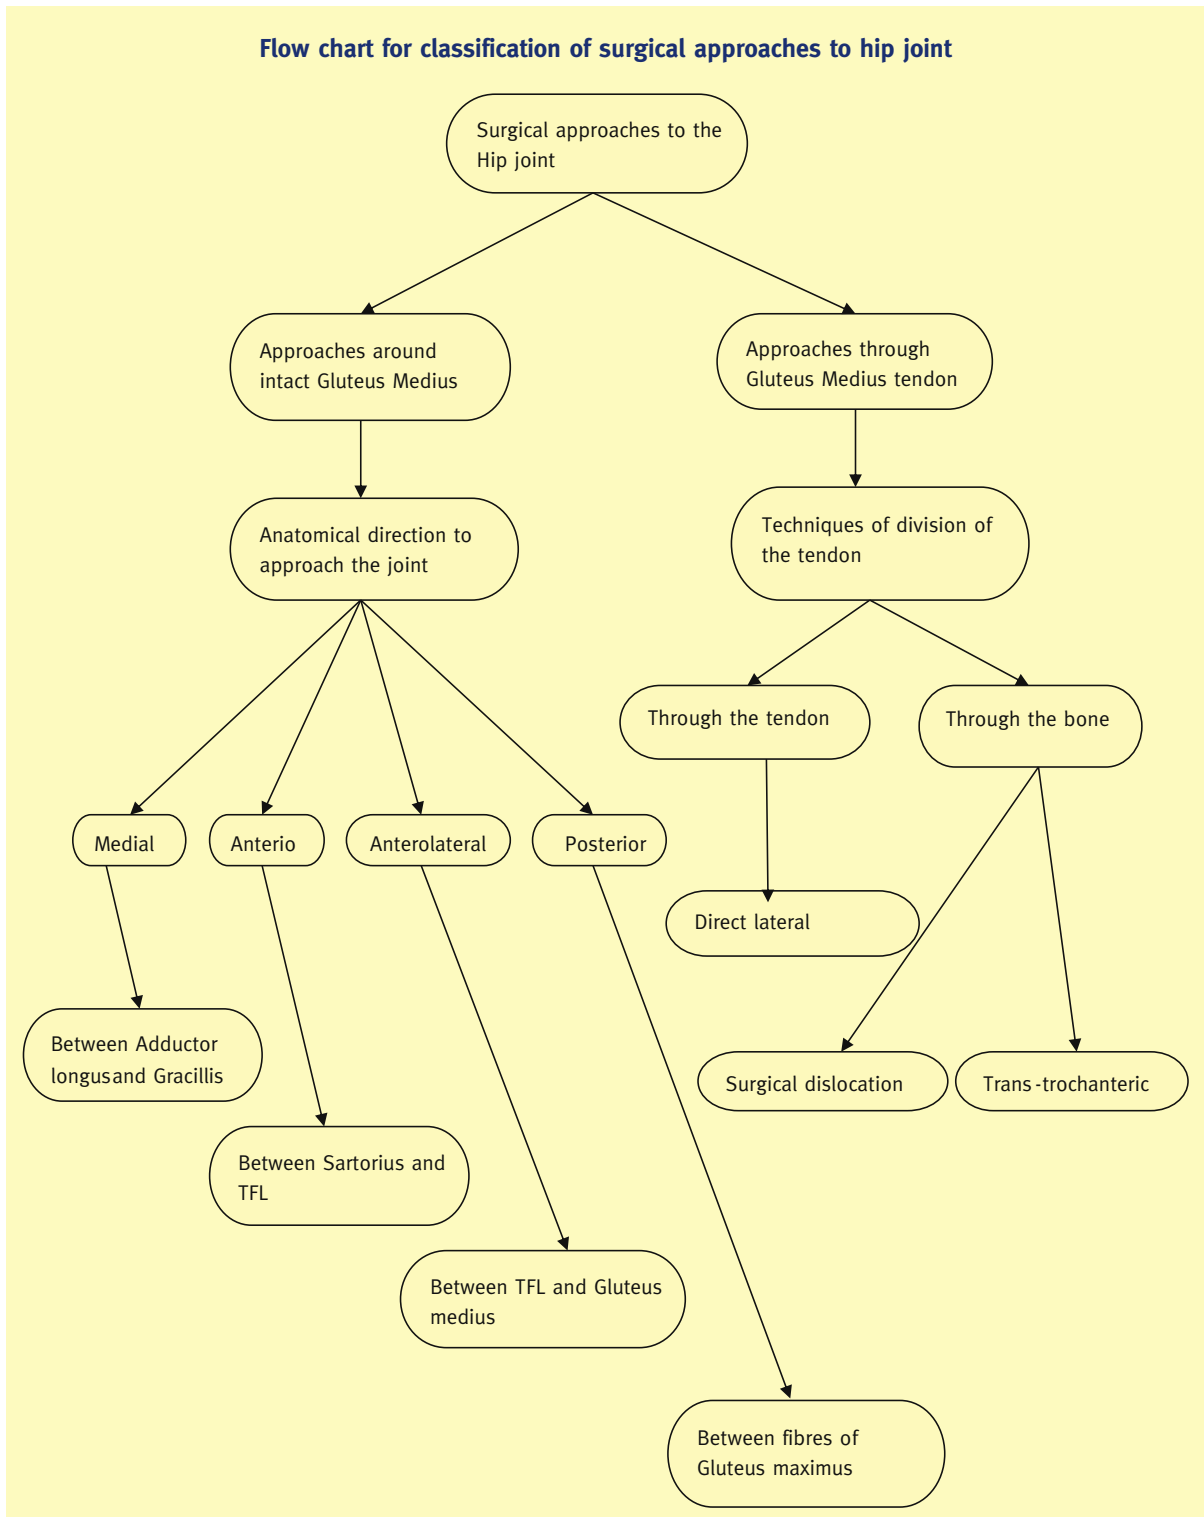 Flow chart for classification of surgical approaches to hip joint
Surgical approaches to the
Hip joint
Approaches around
intact Gluteus Medius
Approaches through
Gluteus Medius tendon
Anatomical direction to
approach the joint
Techniques of division of
the tendon
Through the tendon
Through the bone
Medial
Anterio
Anterolateral
Posterior
Direct lateral
Between Adductor
longusand Gracillis
Surgical dislocation
Trans-trochanteric
Between Sartorius and
TFL
Between TFL and Gluteus
medius
Between fibres of
Gluteus maximus